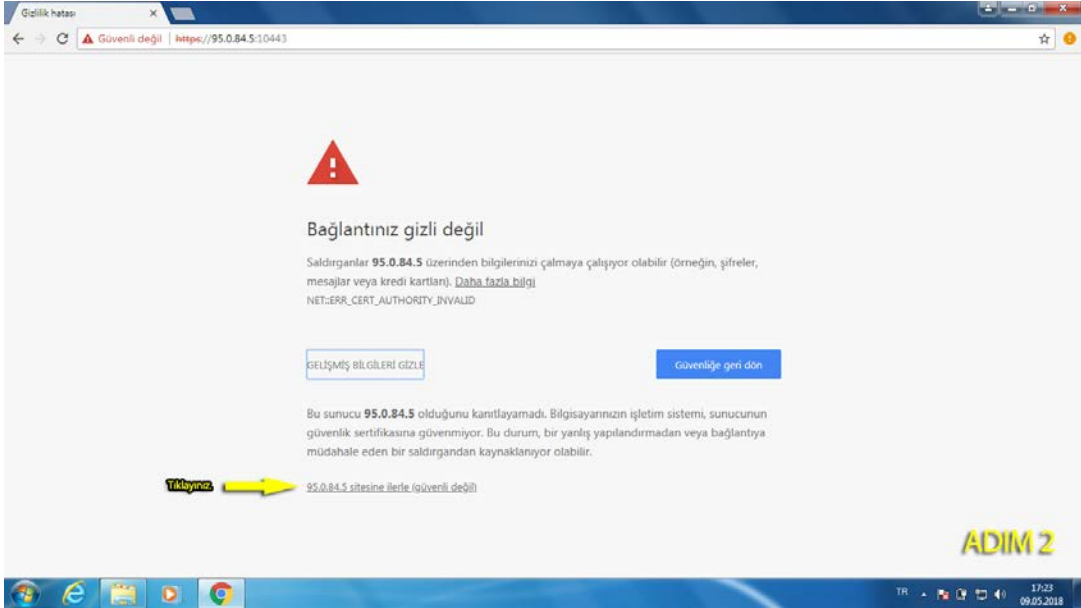 Gizlilik hatası
Güvenli değil | https://95.0.84.5:10443
Bağlantınız gizli değil
Saldırganlar 95.0.84.5 üzerinden bilgilerinizi çalmaya çalışıyor olabilir (örneğin, şifreler,
mesajlar veya kredi kartları). Daha fazla bilgi
NET::ERR_CERT_AUTHORITY_INVALID
GELİŞMİŞ BİLGİLERİ GİZLE
Güvenliğe geri dön
Bu sunucu 95.0.84.5 olduğunu kanıtlayamadı. Bilgisayarınızın işletim sistemi, sunucunun
güvenlik sertifikasına güvenmiyor. Bu durum, bir yanlış yapılandırmadan veya bağlantıya
müdahale eden bir saldırgandan kaynaklanıyor olabilir.
Tıklayınız.
95.0.84.5 sitesine ilerle (güvenli değil)
ADIM 2
TR
17:23
09.05.2018